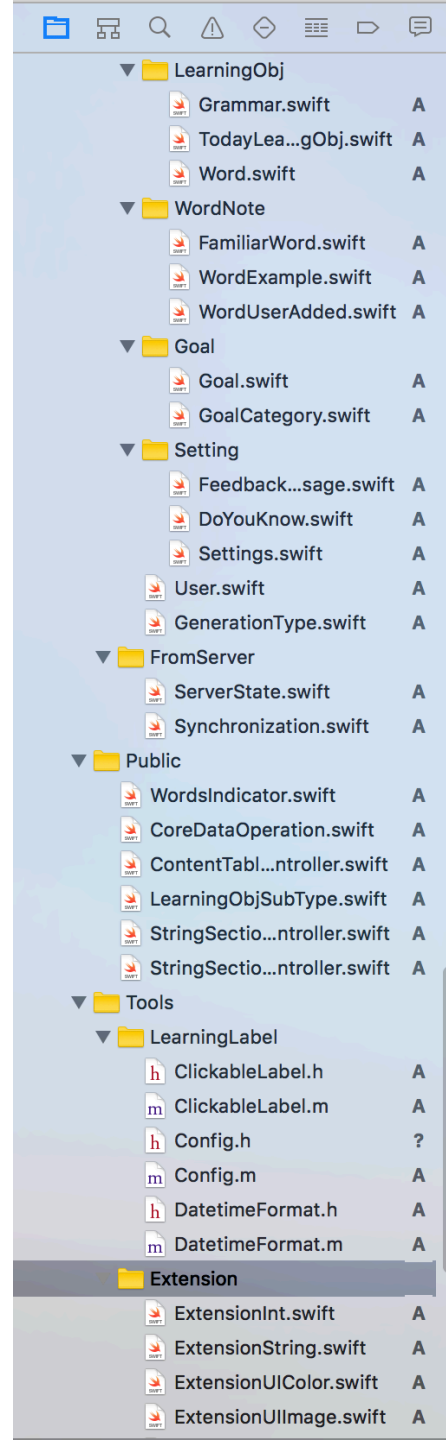 LearningObj
Grammar.swift A
TodayLea...gObj.swift A
Word.swift A
WordNote
FamiliarWord.swift A
WordExample.swift A
WordUserAdded.swift A
Goal
Goal.swift A
GoalCategory.swift A
Setting
Feedback...sage.swift A
DoYouKnow.swift A
Settings.swift A
User.swift A
GenerationType.swift A
FromServer
ServerState.swift A
Synchronization.swift A
Public
WordsIndicator.swift A
CoreDataOperation.swift A
ContentTabl...ntroller.swift A
LearningObjSubType.swift A
StringSectio...ntroller.swift A
StringSectio...ntroller.swift A
Tools
LearningLabel
h ClickableLabel.h A
m ClickableLabel.m A
h Config.h ?
m Config.m A
h DatetimeFormat.h A
m DatetimeFormat.m A
Extension
ExtensionInt.swift A
ExtensionString.swift A
ExtensionUIColor.swift A
ExtensionUIImage.swift A